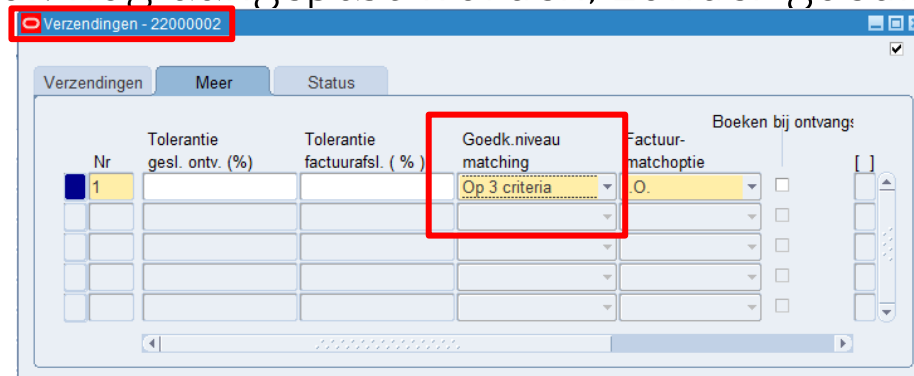 Verzendingen - 22000002
Verzendingen Meer Status
Boeken bij ontvangs
Tolerantie Tolerantie Goedk.niveau Factuur-
Nr gesl. ontv. (%) factuurafsl. ( % ) matching matchoptie [ ]
1 Op 3 criteria .O.